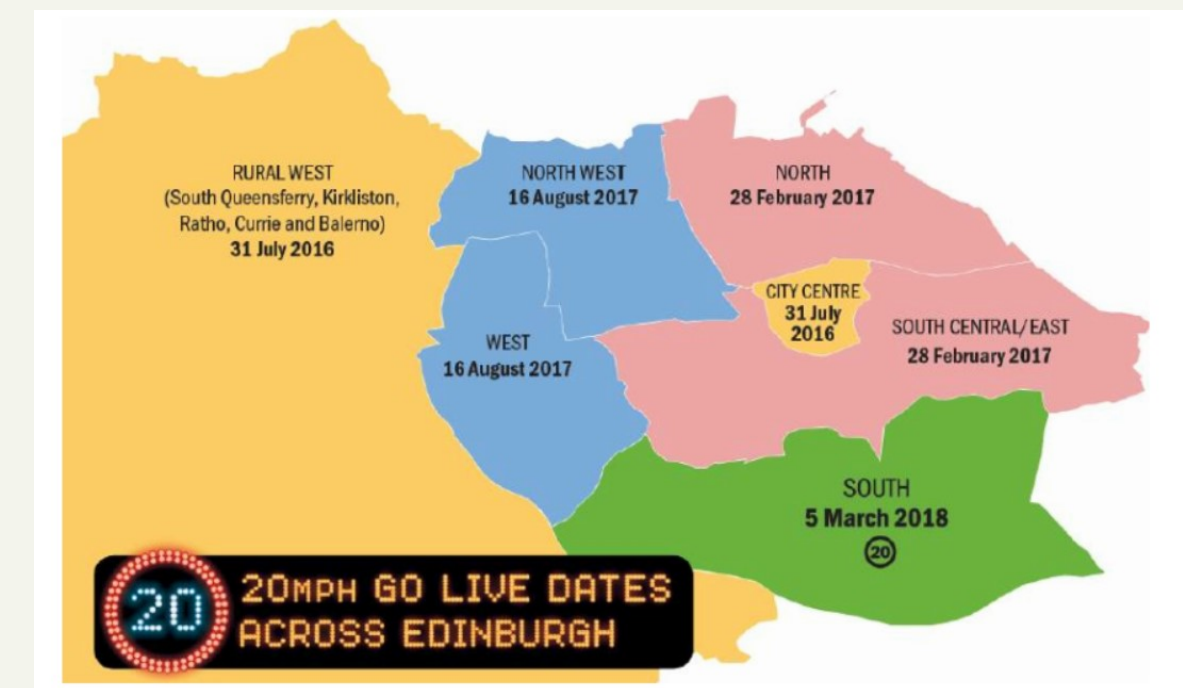 RURAL WEST
(South Queensferry, Kirkliston,
Ratho, Currie and Balerno)
31 July 2016
NORTH WEST
16 August 2017
NORTH
28 February 2017
WEST
16 August 2017
CITY CENTRE
31 July
2016
SOUTH CENTRAL/EAST
28 February 2017
SOUTH
5 March 2018
20
20
20MPH GO LIVE DATES
ACROSS EDINBURGH